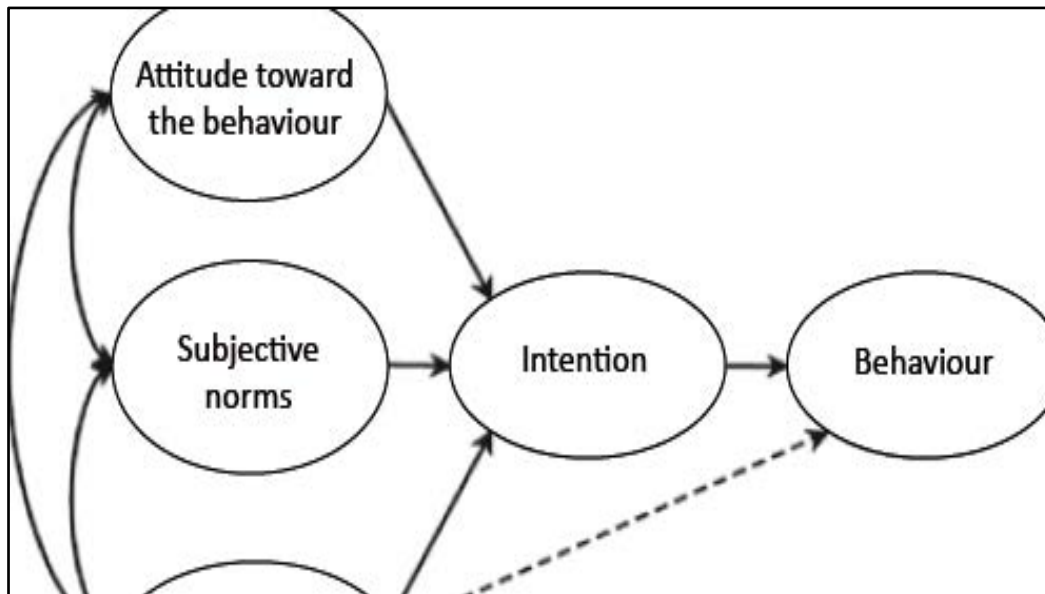 Attitude toward
the behaviour
Subjective
norms
Intention
Behaviour